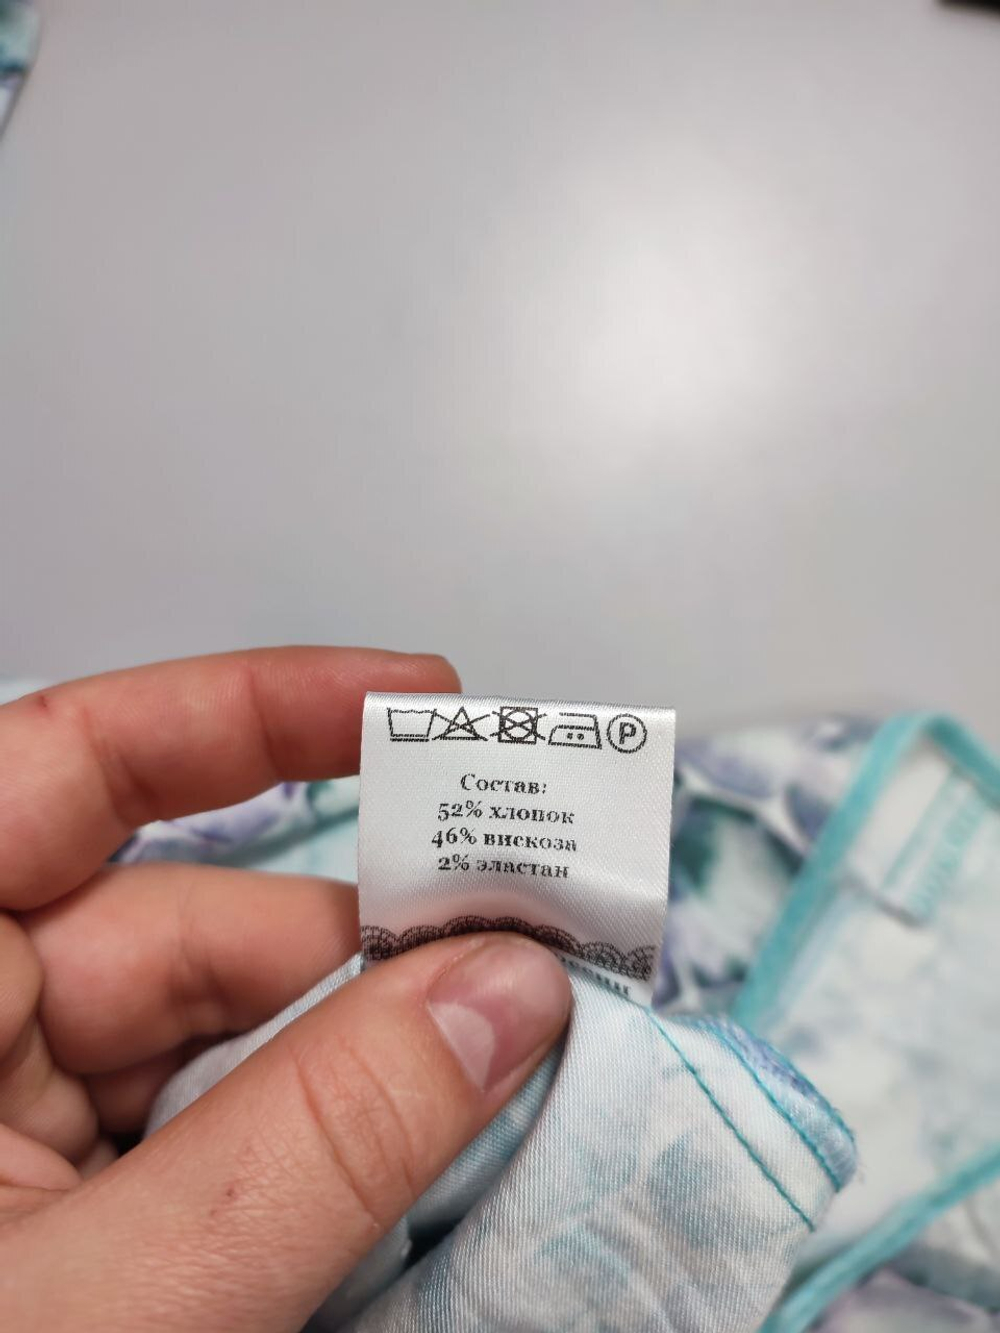 P
Состав:
52% хлопок
46% вискоза
2% эластан